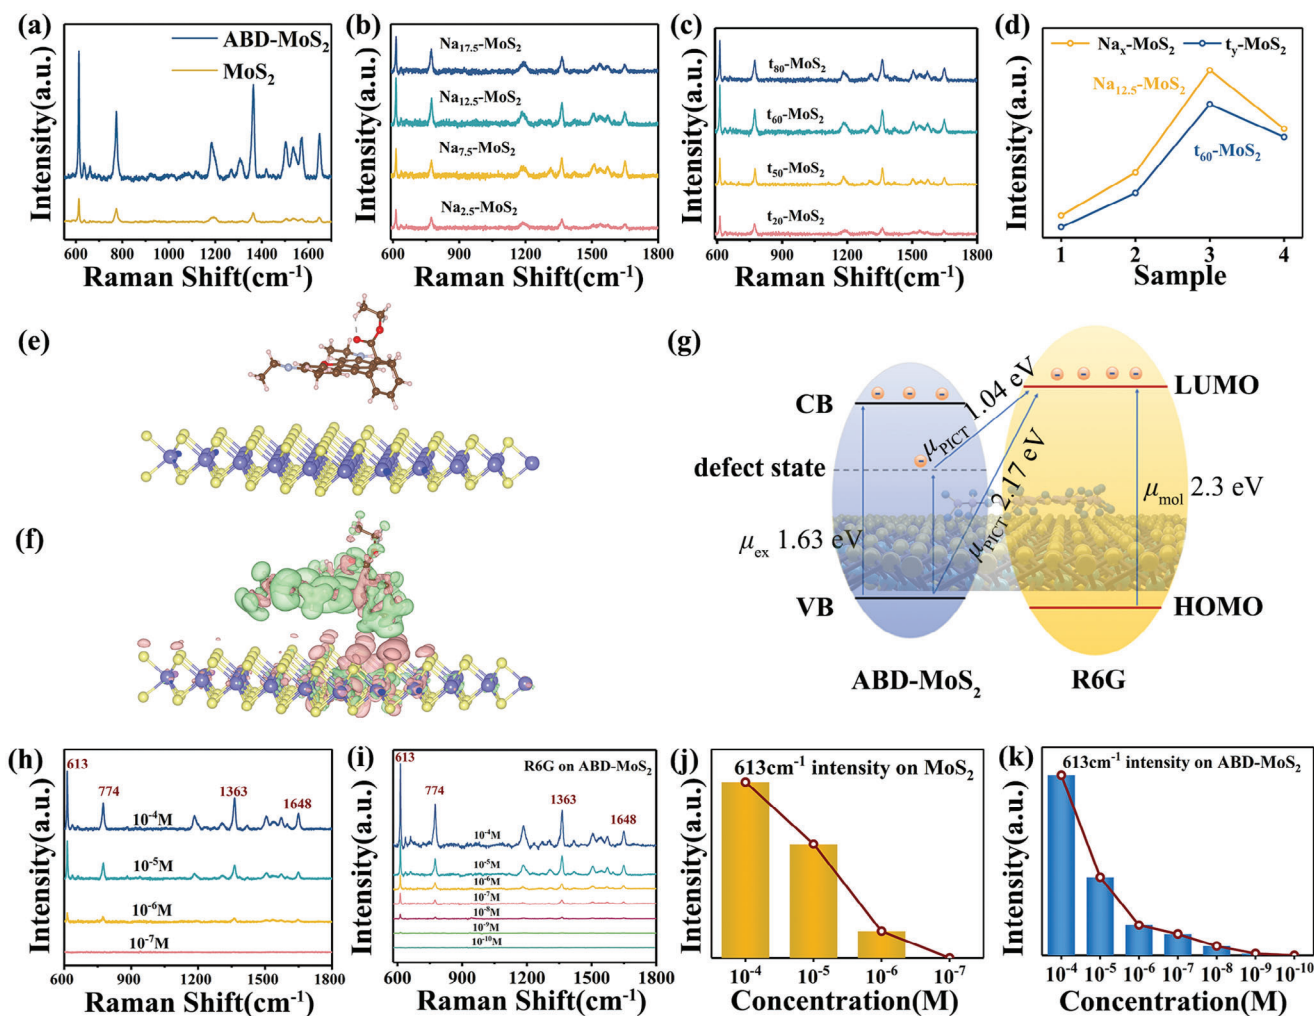 (a)
Intensity(a.u.)
ABD-MoS₂
MoS₂
600 800 1000 1200 1400 1600
Raman Shift(cm⁻¹)
(b)
Intensity(a.u.)
Na₁₇.₅-MoS₂
Na₁₂.₅-MoS₂
Na₇.₅-MoS₂
Na₂.₅-MoS₂
600 900 1200 1500 1800
Raman Shift(cm⁻¹)
(c)
Intensity(a.u.)
t₈₀-MoS₂
t₆₀-MoS₂
t₅₀-MoS₂
t₂₀-MoS₂
600 900 1200 1500 1800
Raman Shift(cm⁻¹)
(d)
Intensity(a.u.)
Naₓ-MoS₂ tᵧ-MoS₂
Na₁₂.₅-MoS₂
t₆₀-MoS₂
1 2 3 4
Sample
(e)
(f)
(g)
CB
LUMO
defect state
μPICT 1.04 eV
μPICT 2.17 eV
μmol 2.3 eV
μex 1.63 eV
VB
HOMO
ABD-MoS₂
R6G
(h)
Intensity(a.u.)
613
774
1363
1648
10⁻⁴M
10⁻⁵M
10⁻⁶M
10⁻⁷M
600 900 1200 1500 1800
Raman Shift(cm⁻¹)
(i)
Intensity(a.u.)
613
R6G on ABD-MoS₂
774
1363
1648
10⁻⁴M
10⁻⁵M
10⁻⁶M
10⁻⁷M
10⁻⁸M
10⁻⁹M
10⁻¹⁰M
600 900 1200 1500 1800
Raman Shift(cm⁻¹)
(j)
Intensity(a.u.)
613cm⁻¹ intensity on MoS₂
10⁻⁴ 10⁻⁵ 10⁻⁶ 10⁻⁷
Concentration(M)
(k)
Intensity(a.u.)
613cm⁻¹ intensity on ABD-MoS₂
10⁻⁴ 10⁻⁵ 10⁻⁶ 10⁻⁷ 10⁻⁸ 10⁻⁹ 10⁻¹⁰
Concentration(M)